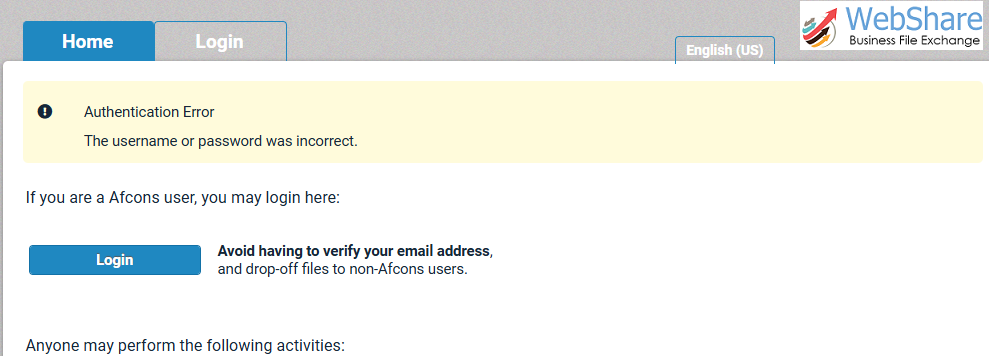 Home
Login
English (US)
WebShare
Business File Exchange
Authentication Error
The username or password was incorrect.
If you are a Afcons user, you may login here:
Login
Avoid having to verify your email address,
and drop-off files to non-Afcons users.
Anyone may perform the following activities: